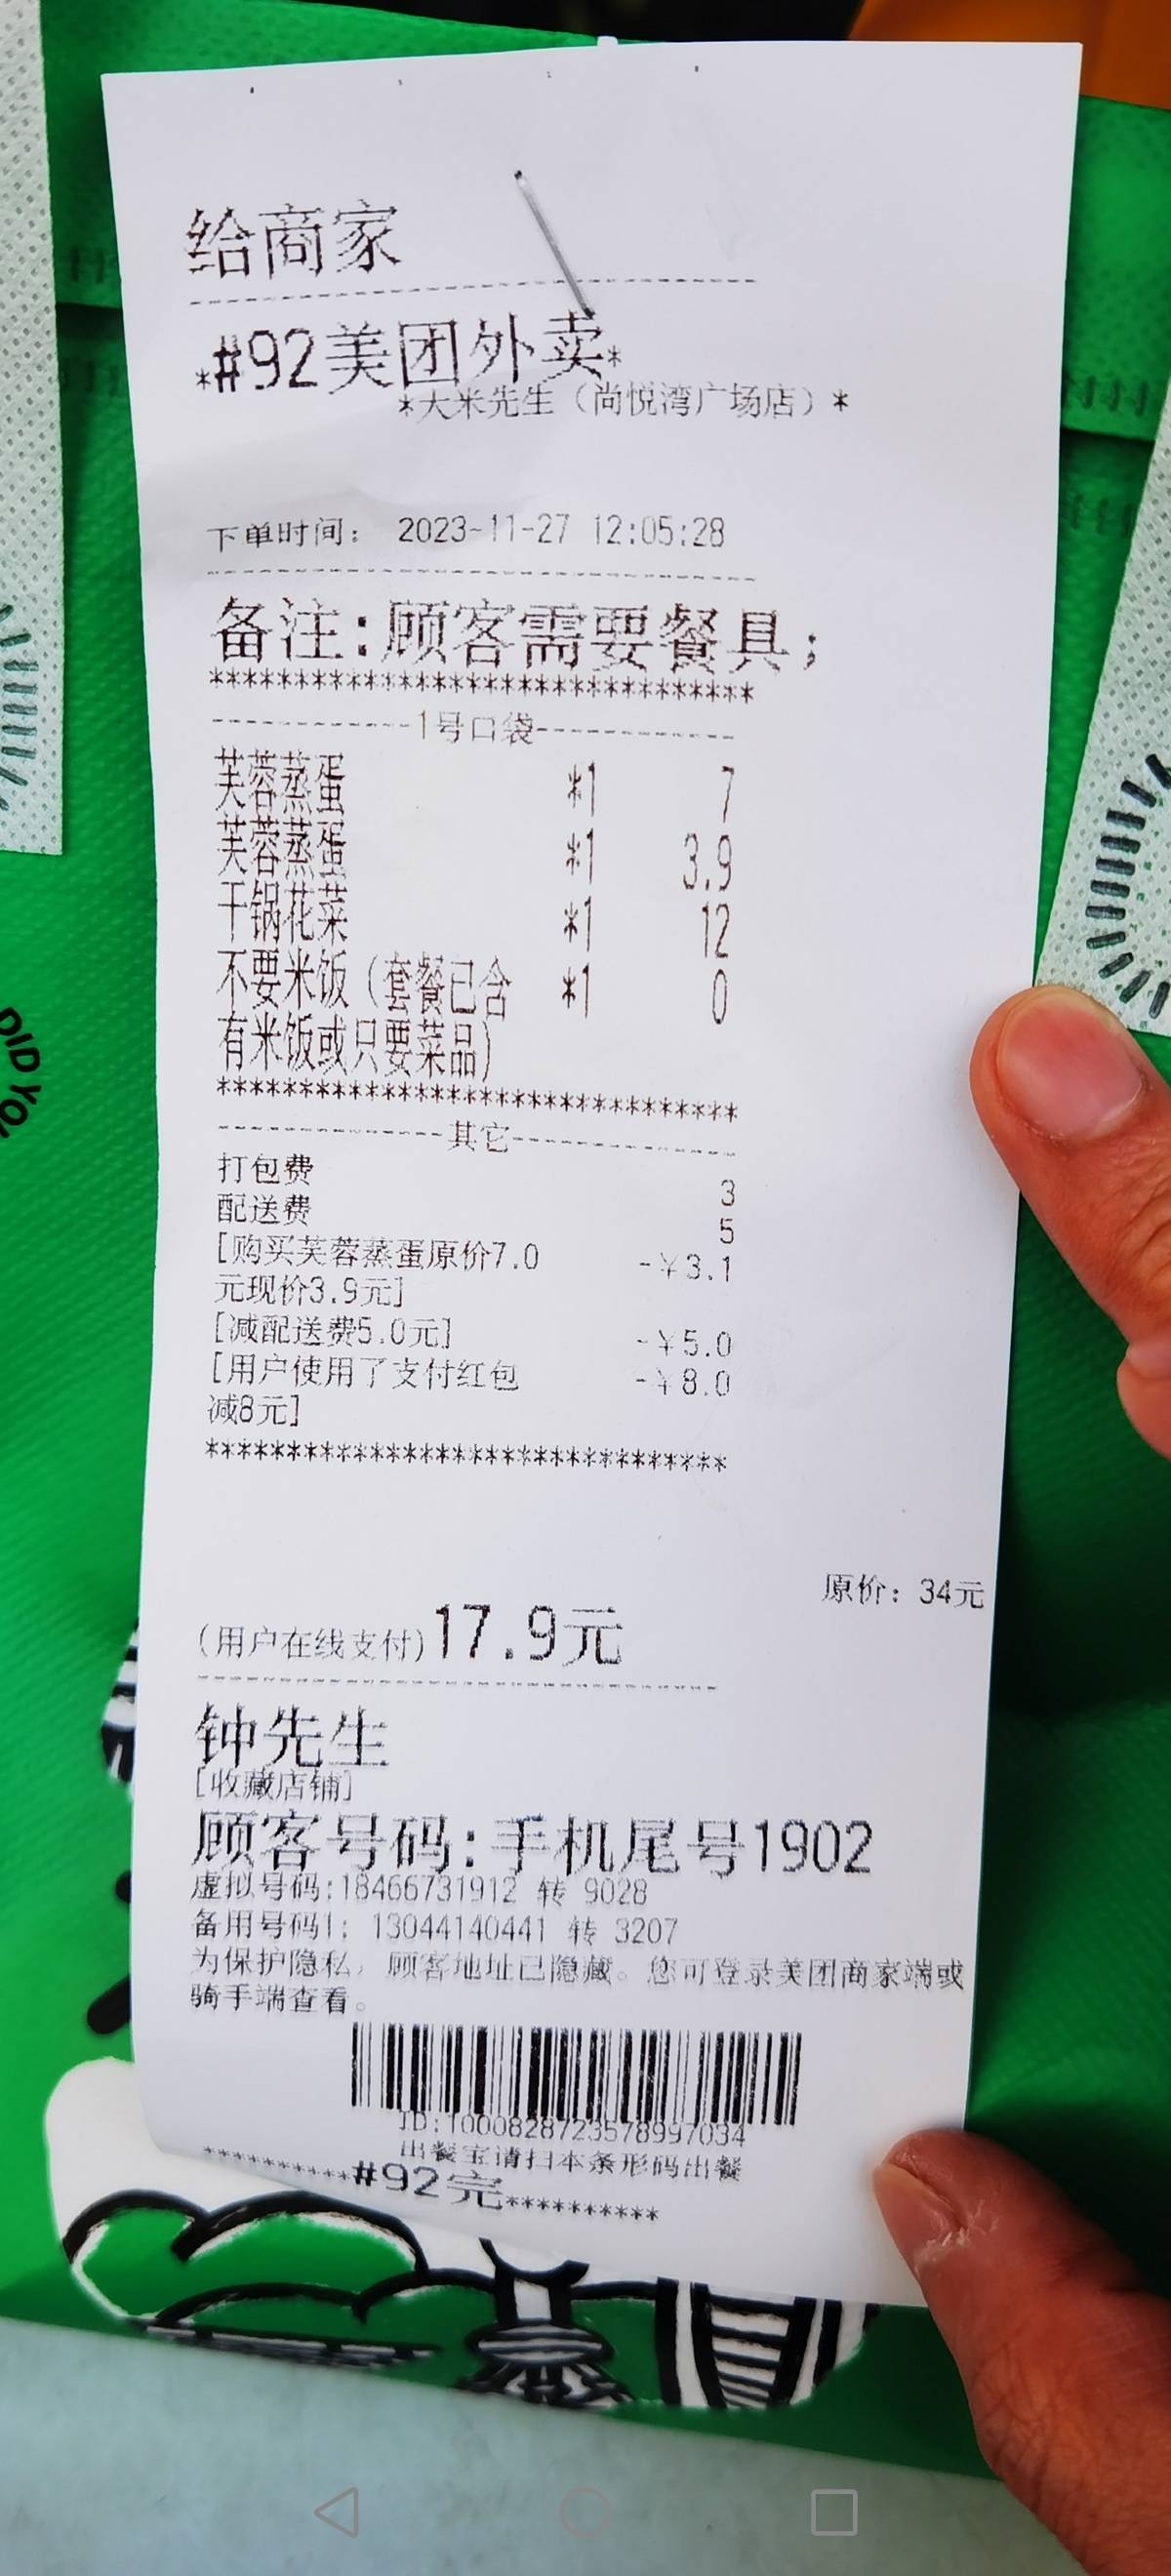 给商家
*#92美团外卖*
*大米先生（尚悦湾广场店）*
下单时间： 2023-11-27 12:05:28
备注:顾客需要餐具;
*********************************
------------1号口袋------------
芙蓉蒸蛋 *1 7
芙蓉蒸蛋 *1 3.9
干锅花菜 *1 12
不要米饭（套餐已含 *1 0
有米饭或只要菜品）
********************************
--------------其它--------------
打包费 3
配送费 5
[购买芙蓉蒸蛋原价7.0 -￥3.1
元现价3.9元]
[减配送费5.0元] -￥5.0
[用户使用了支付红包 -￥8.0
减8元]
********************************
原价：34元
(用户在线支付)17.9元
钟先生
[收藏店铺]
顾客号码:手机尾号1902
虚拟号码:18466731912 转 9028
备用号码1: 13044140441 转 3207
为保护隐私，顾客地址已隐藏。您可登录美团商家端或
骑手端查看。
ID:1000828723578997034
出餐宝请扫本条形码出餐
**********#92完**********
DID YO